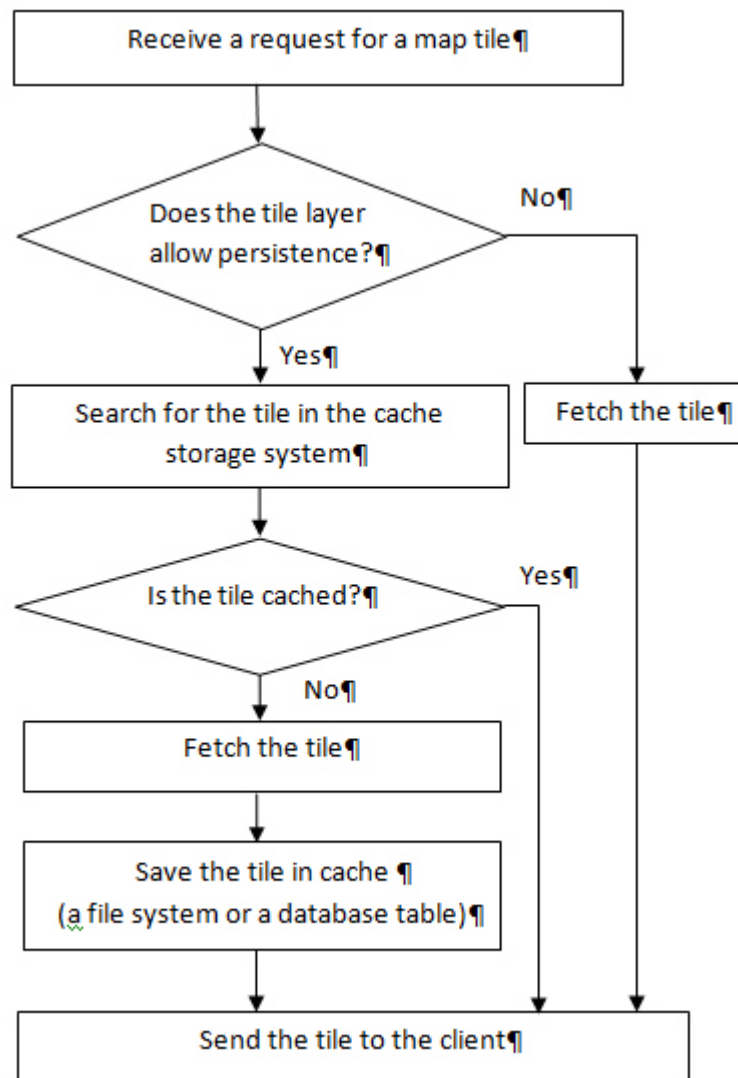 Receive a request for a map tile¶
Does the tile layer
allow persistence?¶
No¶
Yes¶
Search for the tile in the cache
storage system¶
Fetch the tile¶
Is the tile cached?¶
Yes¶
No¶
Fetch the tile¶
Save the tile in cache ¶
(a file system or a database table)¶
Send the tile to the client¶